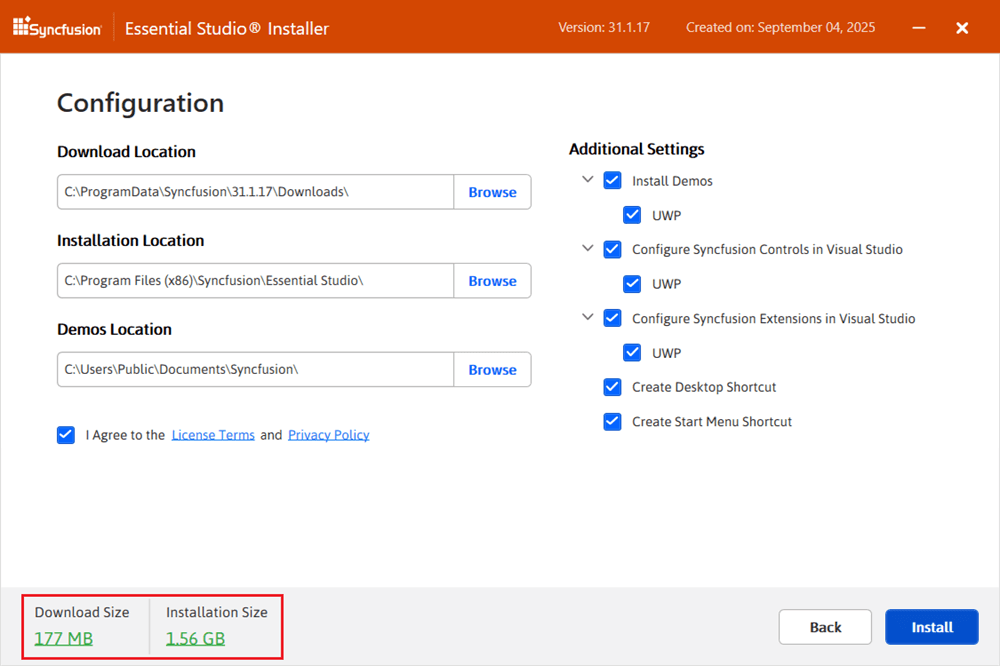 Syncfusion Essential Studio® Installer Version: 31.1.17 Created on: September 04, 2025
Configuration
Download Location
C:\ProgramData\Syncfusion\31.1.17\Downloads\ Browse
Installation Location
C:\Program Files (x86)\Syncfusion\Essential Studio\ Browse
Demos Location
C:\Users\Public\Documents\Syncfusion\ Browse
I Agree to the License Terms and Privacy Policy
Additional Settings
Install Demos
UWP
Configure Syncfusion Controls in Visual Studio
UWP
Configure Syncfusion Extensions in Visual Studio
UWP
Create Desktop Shortcut
Create Start Menu Shortcut
Download Size Installation Size
177 MB 1.56 GB
Back Install